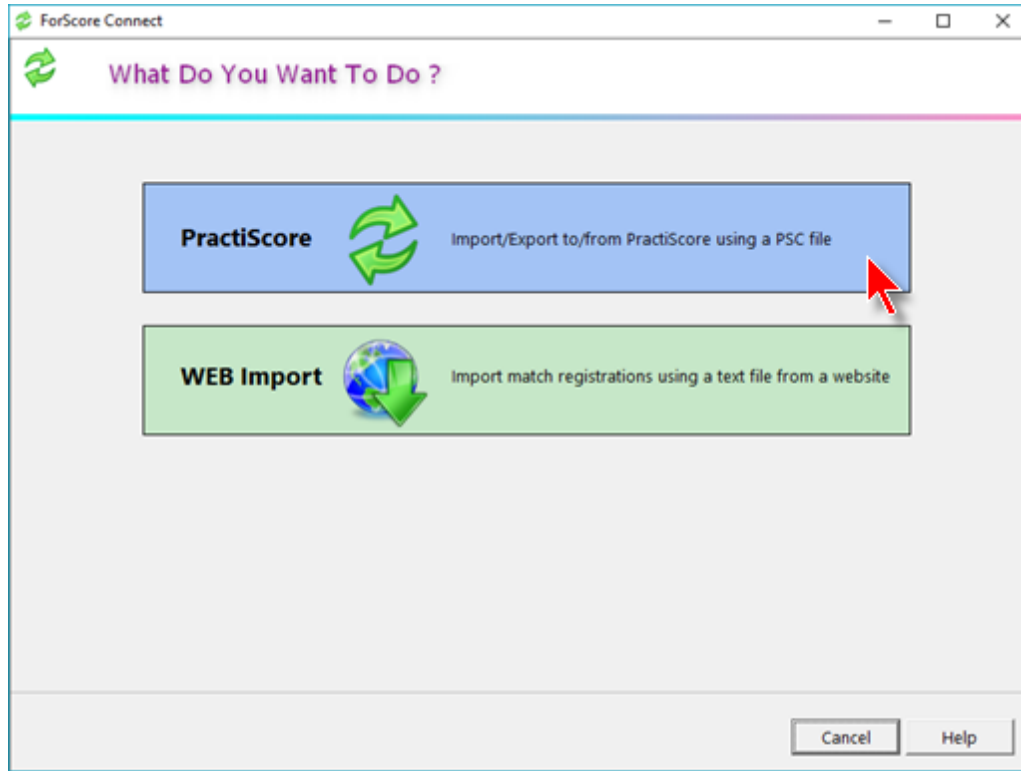 ForScore Connect
What Do You Want To Do ?
PractiScore Import/Export to/from PractiScore using a PSC file
WEB Import Import match registrations using a text file from a website
Cancel Help